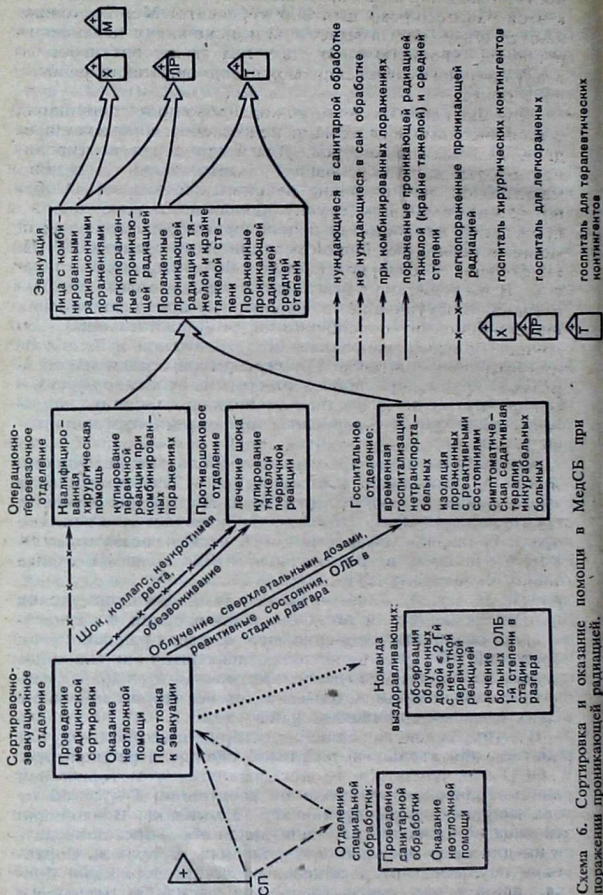 Сортировочно-
эвакуационное
отделение
Проведение
медицинской
сортировки
Оказание
неотложной
помощи
Подготовка
к эвакуации
+
СП
Отделение
специальной
обработки:
Проведение
санитарной
обработки
Оказание
неотложной
помощи
Шок, коллапс, неукротимая
рвота,
обезвоживание
Облучение сверхлетальными дозами,
реактивные состояния, ОЛБ в
стадии разгара
Команда
выздоравливающих:
обсервация
облученных
дозой ≤ 2 Гй
с нечеткой
первичной
реакцией
лечение
больных ОЛБ
1-й степени в
стадии
разгара
Операционно-
перевязочное
отделение
Квалифициро-
ванная
хирургическая
помощь
купирование
первичной
реакции при
комбинирован-
ных
поражениях
Противошоковое
отделение
лечение шока
купирование
тяжелой
первичной
реакции
Госпитальное
отделение:
временная
госпитализация
нетранспорта-
бельных
изоляция
пораженных
с реактивными
состояниями
симптоматиче-
ская седативная
терапия
инкурабельных
больных
Эвакуация
Лица с комби-
нированными
радиационными
поражениями
Легкопоражен-
ные проникаю-
щей радиацией
Пораженные
проникающей
радиацией тя-
желой и крайне
тяжелой сте-
пени
Пораженные
проникающей
радиацией
средней
степени
+
Х
+
М
+
ЛР
+
Т
нуждающиеся в санитарной обработке
не нуждающиеся в сан обработке
при комбинированных поражениях
пораженные проникающей радиацией
тяжелой (крайне тяжелой) и средней
степени
легкопораженные проникающей
радиацией
+
Х
госпиталь хирургических контингентов
+
ЛР
госпиталь для легкораненых
+
Т
госпиталь для терапевтических
контингентов
Схема 6. Сортировка и оказание помощи в МедСБ при
поражении проникающей радиацией.